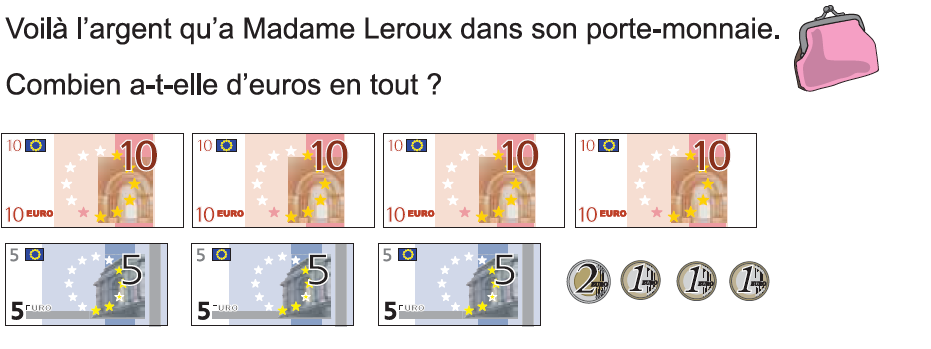 Voilà l'argent qu'a Madame Leroux dans son porte-monnaie.
Combien a-t-elle d'euros en tout ?
10 10 10 10 10 10 10 10
10 EURO 10 EURO 10 EURO 10 EURO
5 5 5 5 5 5
5 EURO 5 EURO 5 EURO 2 EURO 1 EURO 1 EURO 1 EURO